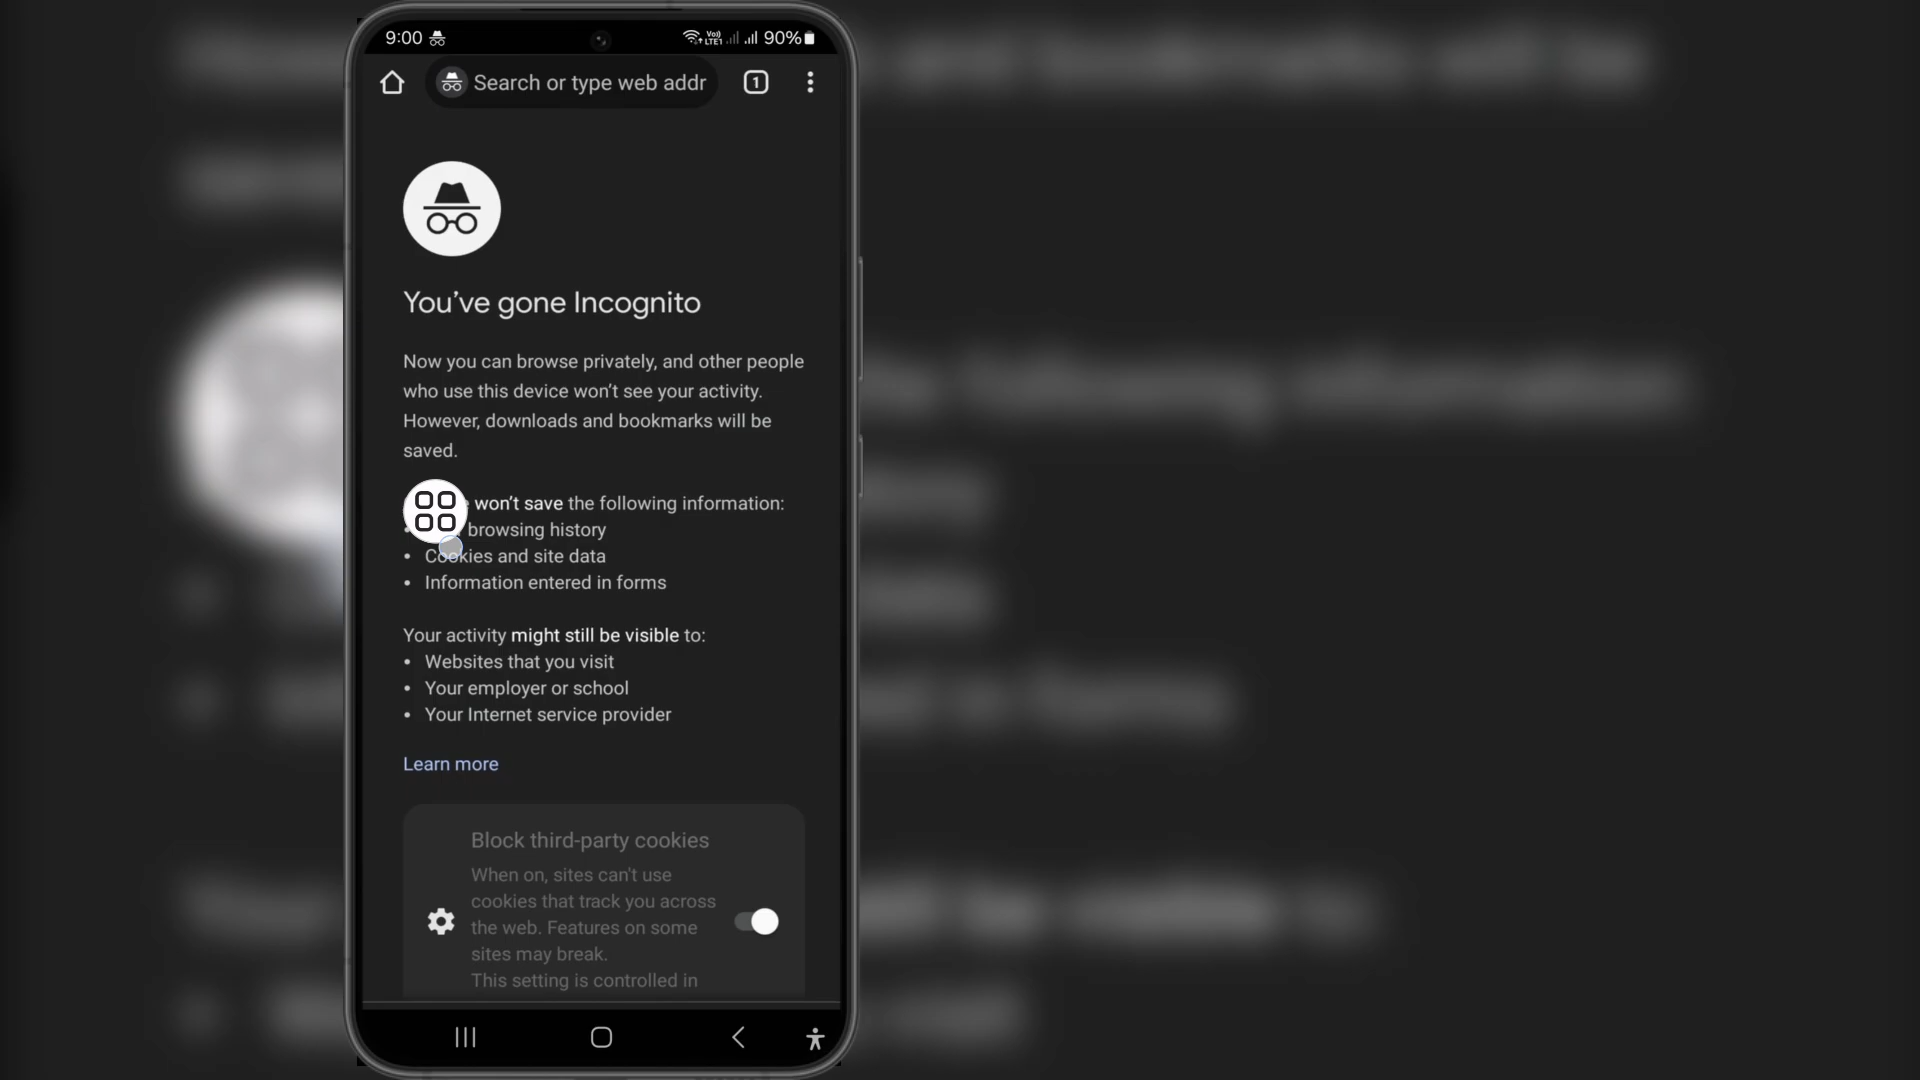 9:00 Vo) LTE1 90%
Search or type web addr 1
You've gone Incognito
Now you can browse privately, and other people
who use this device won't see your activity.
However, downloads and bookmarks will be
saved.
won't save the following information:
browsing history
• Cookies and site data
• Information entered in forms
Your activity might still be visible to:
• Websites that you visit
• Your employer or school
• Your Internet service provider
Learn more
Block third-party cookies
When on, sites can't use
cookies that track you across
the web. Features on some
sites may break.
This setting is controlled in